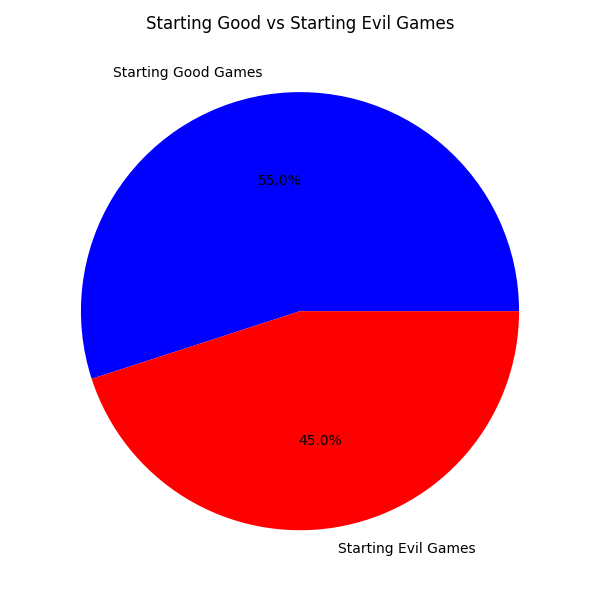 Starting Good vs Starting Evil Games
Starting Good Games
55.0%
45.0%
Starting Evil Games